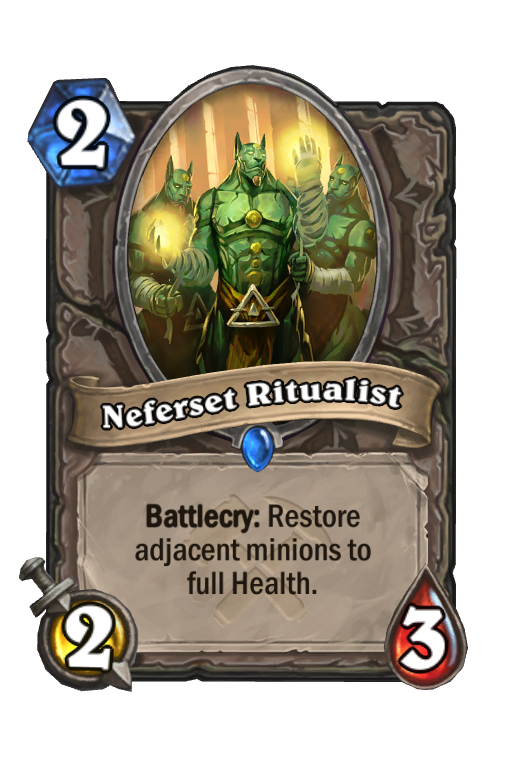 2
Neferset Ritualist
Battlecry: Restore
adjacent minions to
full Health.
2
3